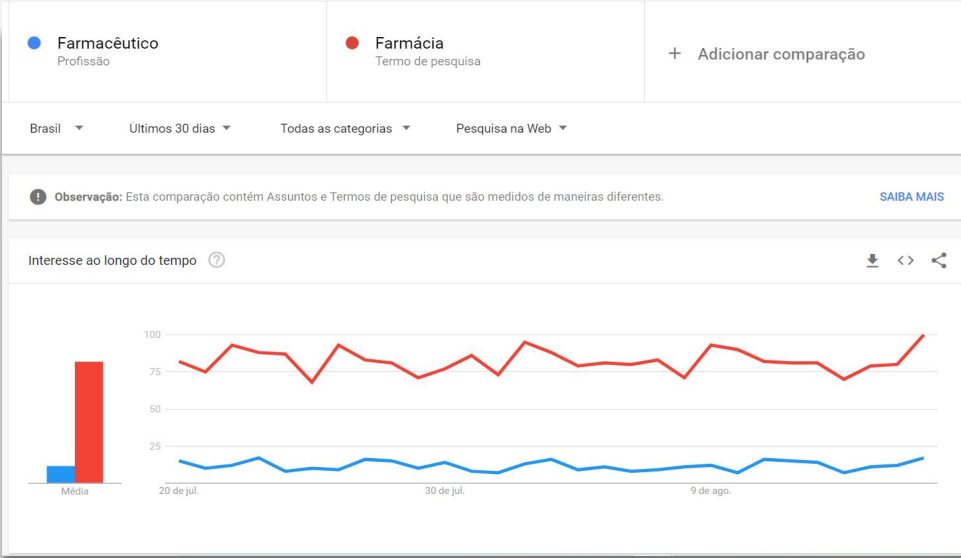 Farmacêutico
Profissão
Farmácia
Termo de pesquisa
+ Adicionar comparação
Brasil
Últimos 30 dias
Todas as categorias
Pesquisa na Web
Observação: Esta comparação contém Assuntos e Termos de pesquisa que são medidos de maneiras diferentes.
SAIBA MAIS
Interesse ao longo do tempo
100
75
50
25
Média
20 de jul.
30 de jul.
9 de ago.